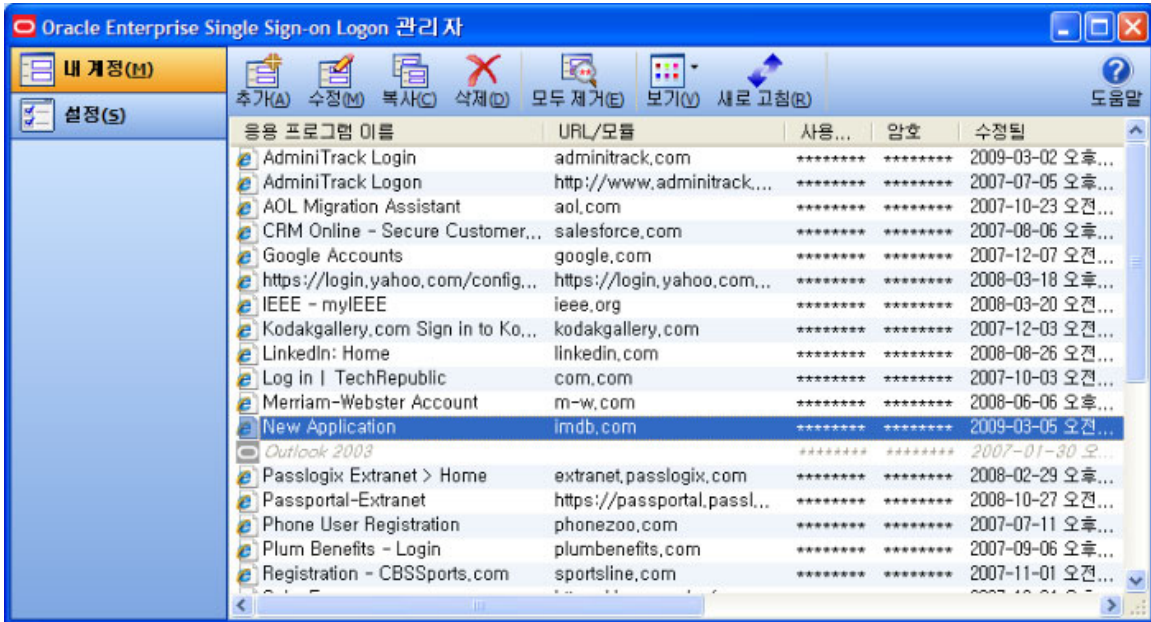 Oracle Enterprise Single Sign-on Logon 관리자
내 계정(M)
설정(S)
추가(A) 수정(M) 복사(C) 삭제(D) 모두 제거(E) 보기(V) 새로 고침(R) 도움말
응용 프로그램 이름 URL/모듈 사용... 암호 수정됨
AdminiTrack Login adminitrack.com ******** ******** 2009-03-02 오후...
AdminiTrack Logon http://www.adminitrack.... ******** ******** 2007-07-05 오후...
AOL Migration Assistant aol.com ******** ******** 2007-10-23 오전...
CRM Online - Secure Customer... salesforce.com ******** ******** 2007-08-06 오후...
Google Accounts google.com ******** ******** 2007-12-07 오전...
https://login.yahoo.com/config... https://login.yahoo.com... ******** ******** 2008-03-18 오후...
IEEE - myIEEE ieee.org ******** ******** 2008-03-20 오전...
Kodakgallery.com Sign in to Ko... kodakgallery.com ******** ******** 2007-12-03 오전...
LinkedIn: Home linkedin.com ******** ******** 2008-08-26 오전...
Log in | TechRepublic com.com ******** ******** 2007-10-03 오전...
Merriam-Webster Account m-w.com ******** ******** 2008-06-06 오후...
New Application imdb.com ******** ******** 2009-03-05 오전...
Outlook 2003 ******** ******** 2007-01-30 오...
Passlogix Extranet > Home extranet.passlogix.com ******** ******** 2008-02-29 오후...
Passportal-Extranet https://passportal.passl... ******** ******** 2008-10-27 오전...
Phone User Registration phonezoo.com ******** ******** 2007-07-11 오후...
Plum Benefits - Login plumbenefits.com ******** ******** 2007-09-06 오후...
Registration - CBSSports.com sportsline.com ******** ******** 2007-11-01 오전...